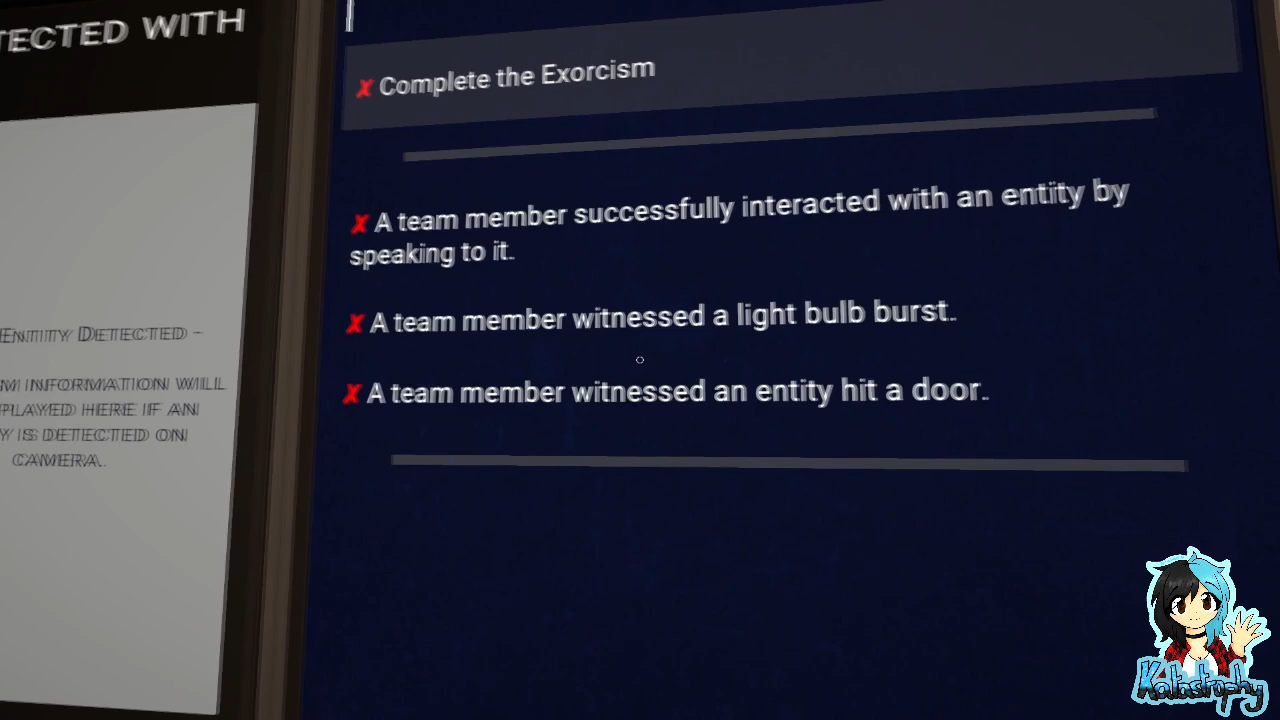 TECTED WITH
Complete the Exorcism
A team member successfully interacted with an entity by
speaking to it.
A team member witnessed a light bulb burst.
A team member witnessed an entity hit a door.
ENTITY DETECTED -
M INFORMATION WILL
PLAYED HERE IF AN
Y IS DETECTED ON
CAMERA.
Katastrophy